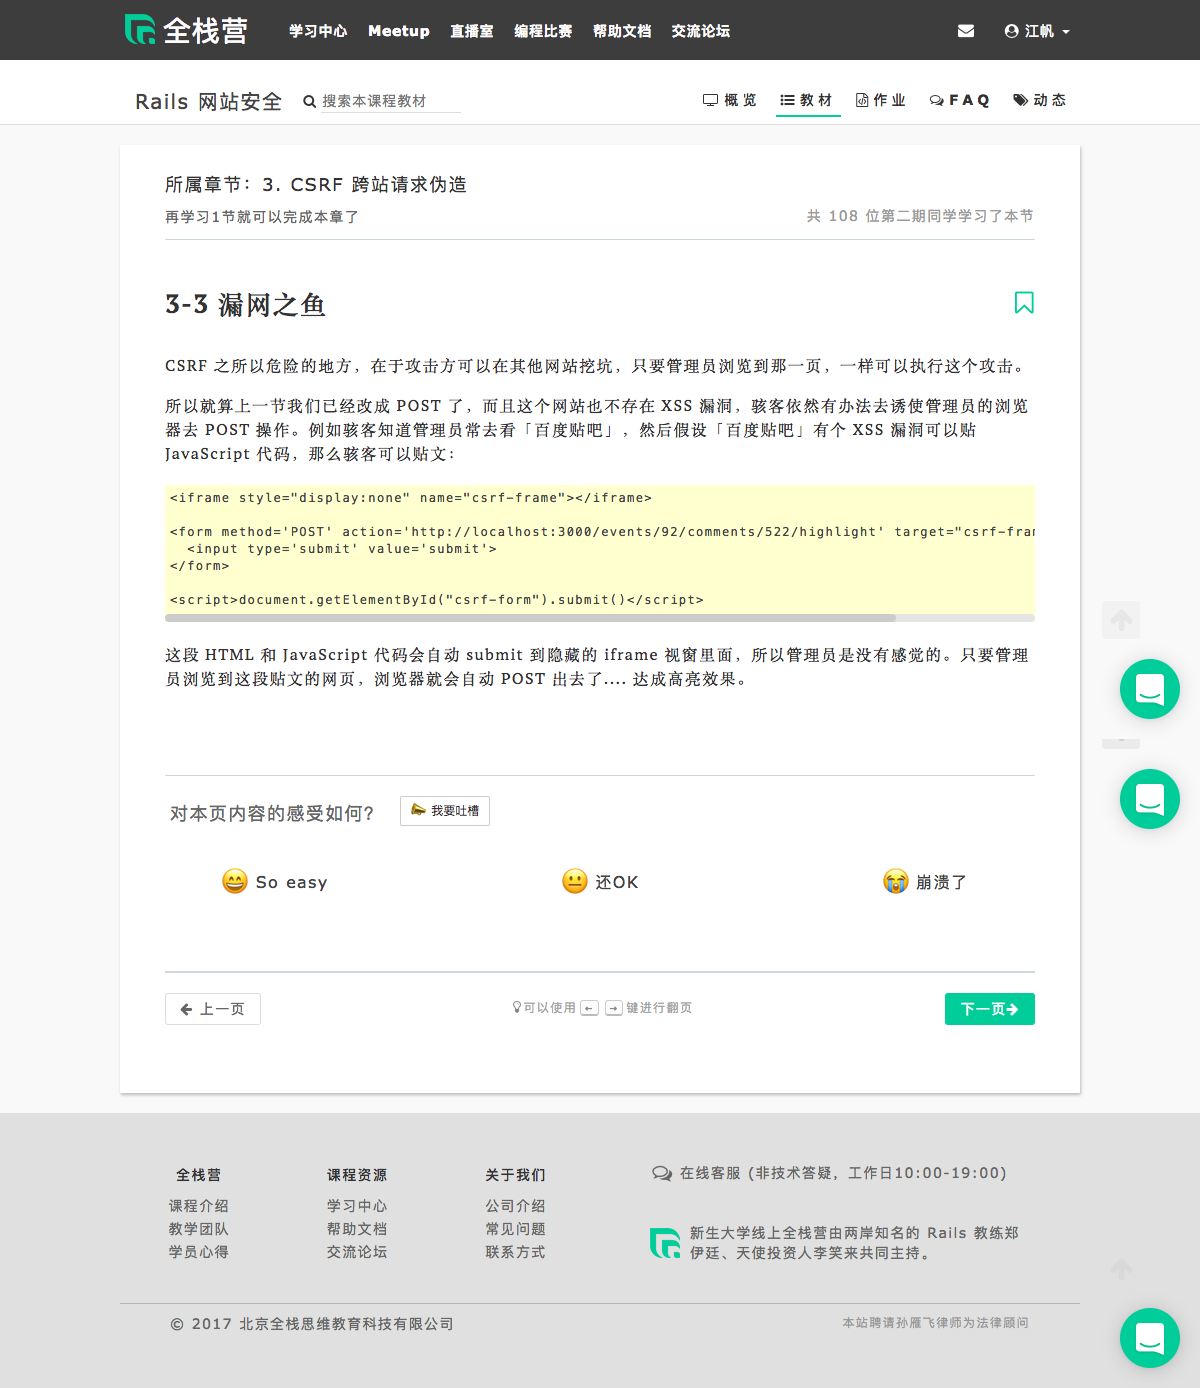 全栈营
学习中心 Meetup 直播室 编程比赛 帮助文档 交流论坛 江帆
Rails 网站安全 搜索本课程教材 概览 教材 作业 FAQ 动态
所属章节：3. CSRF 跨站请求伪造
再学习1节就可以完成本章了 共 108 位第二期同学学习了本节
3-3 漏网之鱼
CSRF 之所以危险的地方，在于攻击方可以在其他网站挖坑，只要管理员浏览到那一页，一样可以执行这个攻击。
所以就算上一节我们已经改成 POST 了，而且这个网站也不存在 XSS 漏洞，骇客依然有办法去诱使管理员的浏览
器去 POST 操作。例如骇客知道管理员常去看「百度贴吧」，然后假设「百度贴吧」有个 XSS 漏洞可以贴
JavaScript 代码，那么骇客可以贴文：
<iframe style="display:none" name="csrf-frame"></iframe>
<form method='POST' action='http://localhost:3000/events/92/comments/522/highlight' target="csrf-fram
<input type='submit' value='submit'>
</form>
<script>document.getElementById("csrf-form").submit()</script>
这段 HTML 和 JavaScript 代码会自动 submit 到隐藏的 iframe 视窗里面，所以管理员是没有感觉的。只要管理
员浏览到这段贴文的网页，浏览器就会自动 POST 出去了.... 达成高亮效果。
对本页内容的感受如何？ 我要吐槽
So easy 还OK 崩溃了
上一页 可以使用 ← → 键进行翻页 下一页
全栈营 课程资源 关于我们 在线客服 (非技术答疑，工作日10:00-19:00)
课程介绍 学习中心 公司介绍
教学团队 帮助文档 常见问题 新生大学线上全栈营由两岸知名的 Rails 教练郑
学员心得 交流论坛 联系方式 伊廷、天使投资人李笑来共同主持。
© 2017 北京全栈思维教育科技有限公司 本站聘请孙雁飞律师为法律顾问